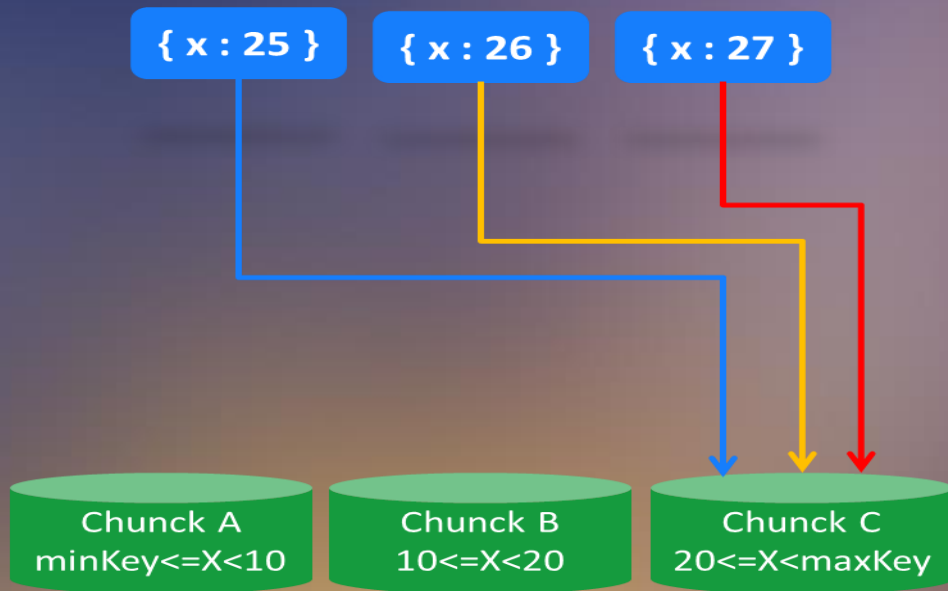 { x : 25 }
{ x : 26 }
{ x : 27 }
Chunck A
minKey<=X<10
Chunck B
10<=X<20
Chunck C
20<=X<maxKey